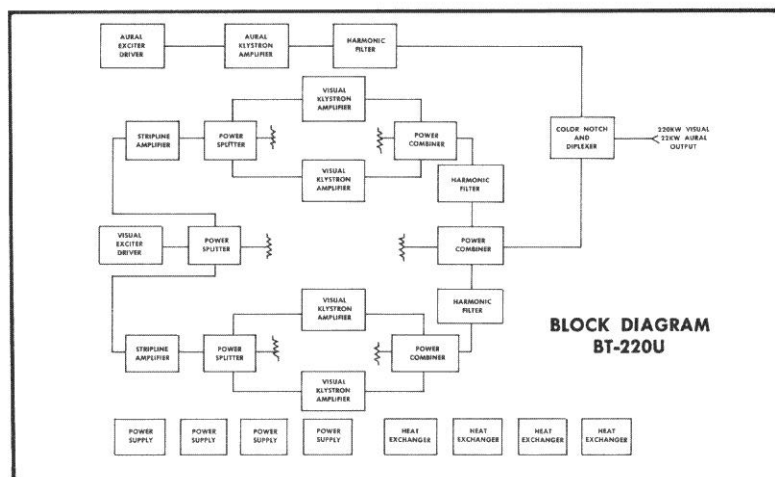 AURAL
EXCITER
DRIVER
AURAL
KLYSTRON
AMPLIFIER
HARMONIC
FILTER
VISUAL
KLYSTRON
AMPLIFIER
STRIPLINE
AMPLIFIER
POWER
SPLITTER
POWER
COMBINER
COLOR NOTCH
AND
DIPLEXER
220KW VISUAL
22KW AURAL
OUTPUT
VISUAL
KLYSTRON
AMPLIFIER
HARMONIC
FILTER
VISUAL
EXCITER
DRIVER
POWER
SPLITTER
POWER
COMBINER
VISUAL
KLYSTRON
AMPLIFIER
HARMONIC
FILTER
BLOCK DIAGRAM
BT-220U
STRIPLINE
AMPLIFIER
POWER
SPLITTER
POWER
COMBINER
VISUAL
KLYSTRON
AMPLIFIER
POWER
SUPPLY
POWER
SUPPLY
POWER
SUPPLY
POWER
SUPPLY
HEAT
EXCHANGER
HEAT
EXCHANGER
HEAT
EXCHANGER
HEAT
EXCHANGER